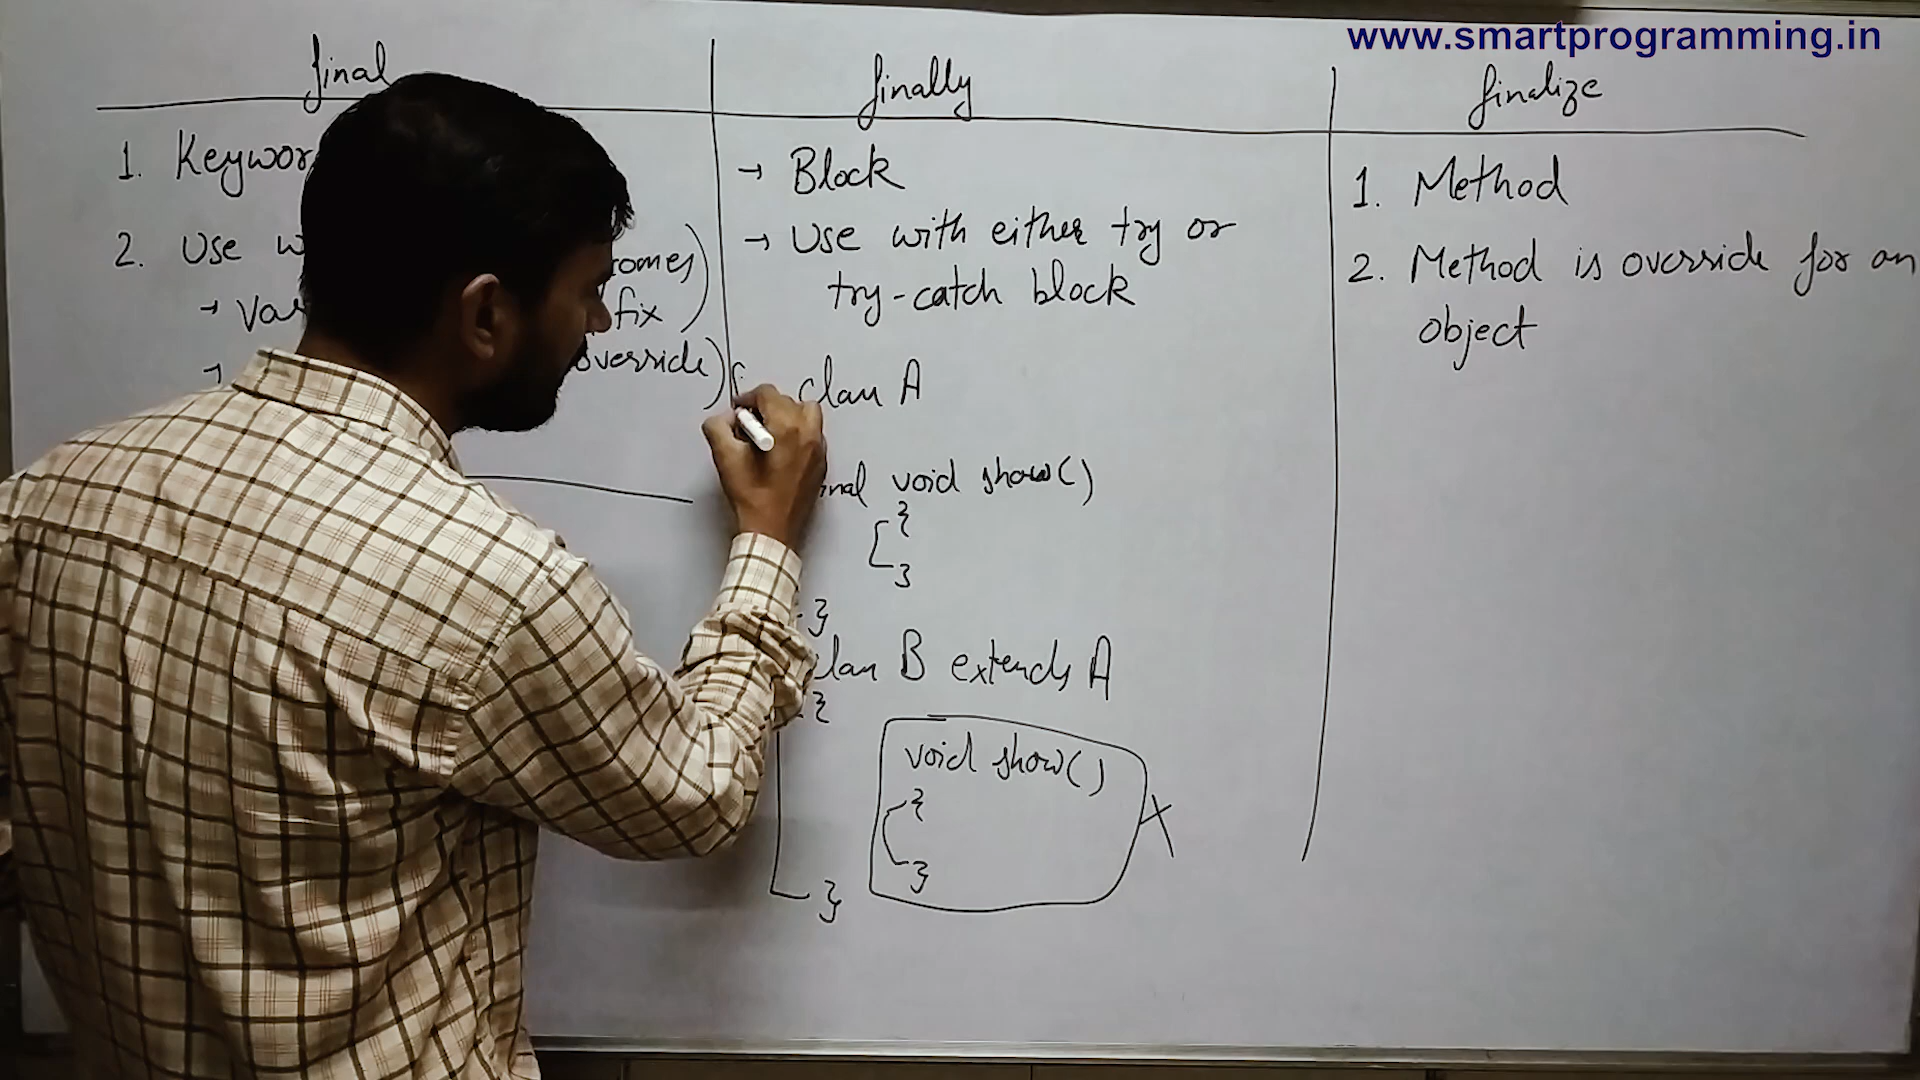 www.smartprogramming.in
final
1. Keywor
2. Use w
comes)
→ Var
fix
override)
finally
→ Block
→ Use with either try or
try-catch block
class A
final void show()
{
}
}
class B extends A
{
void show()
{
}
}
X
finalize
1. Method
2. Method is override for an
object